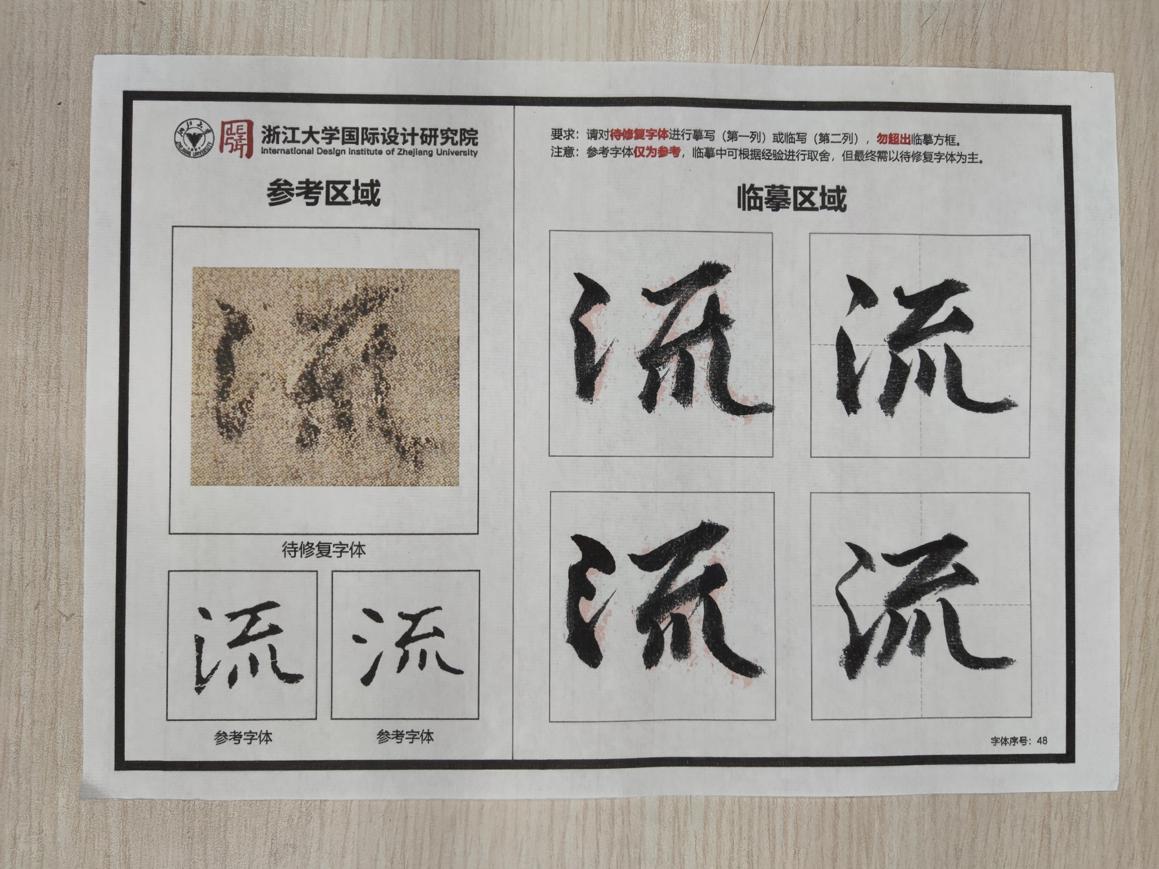 浙江大学国际设计研究院
International Design Institute of Zhejiang University
参考区域
流
待修复字体
流
流
参考字体
参考字体
要求：请对待修复字体进行摹写（第一列）或临写（第二列），勿超出临摹方框。
注意：参考字体仅为参考，临摹中可根据经验进行取舍，但最终需以待修复字体为主。
临摹区域
流
流
流
流
字体序号：48